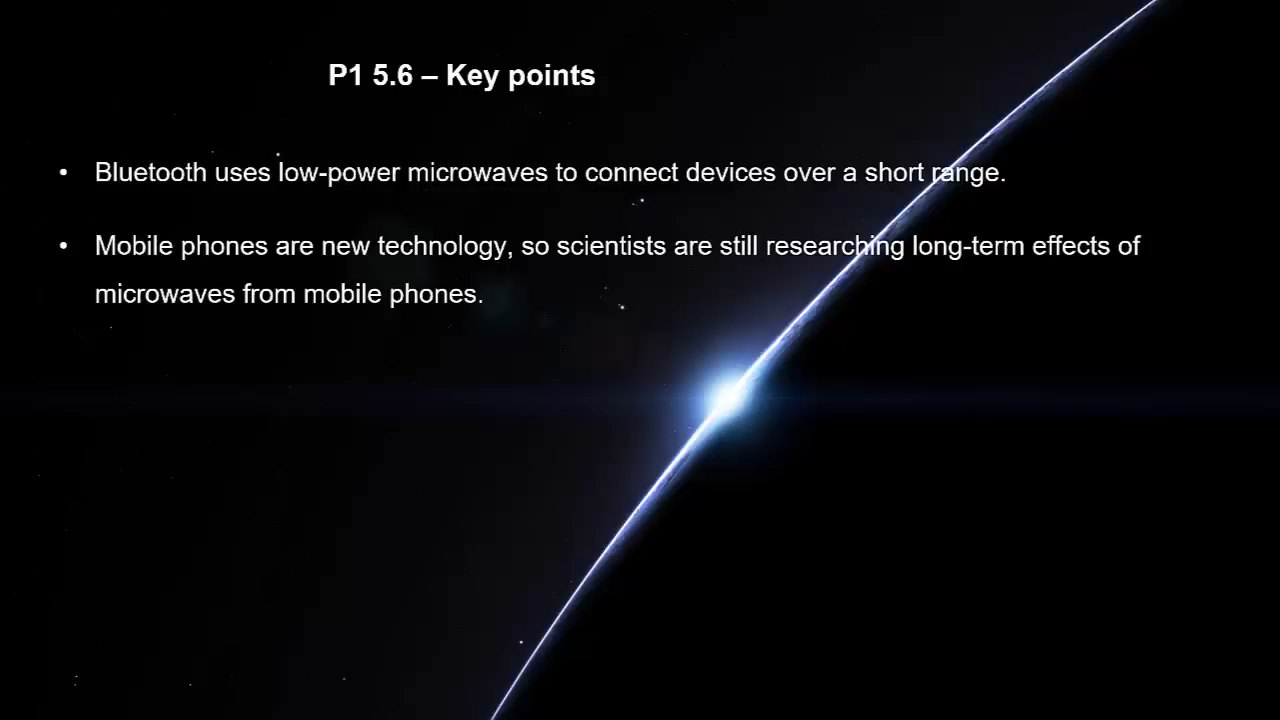 P1 5.6 – Key points
• Bluetooth uses low-power microwaves to connect devices over a short range.
• Mobile phones are new technology, so scientists are still researching long-term effects of
microwaves from mobile phones.